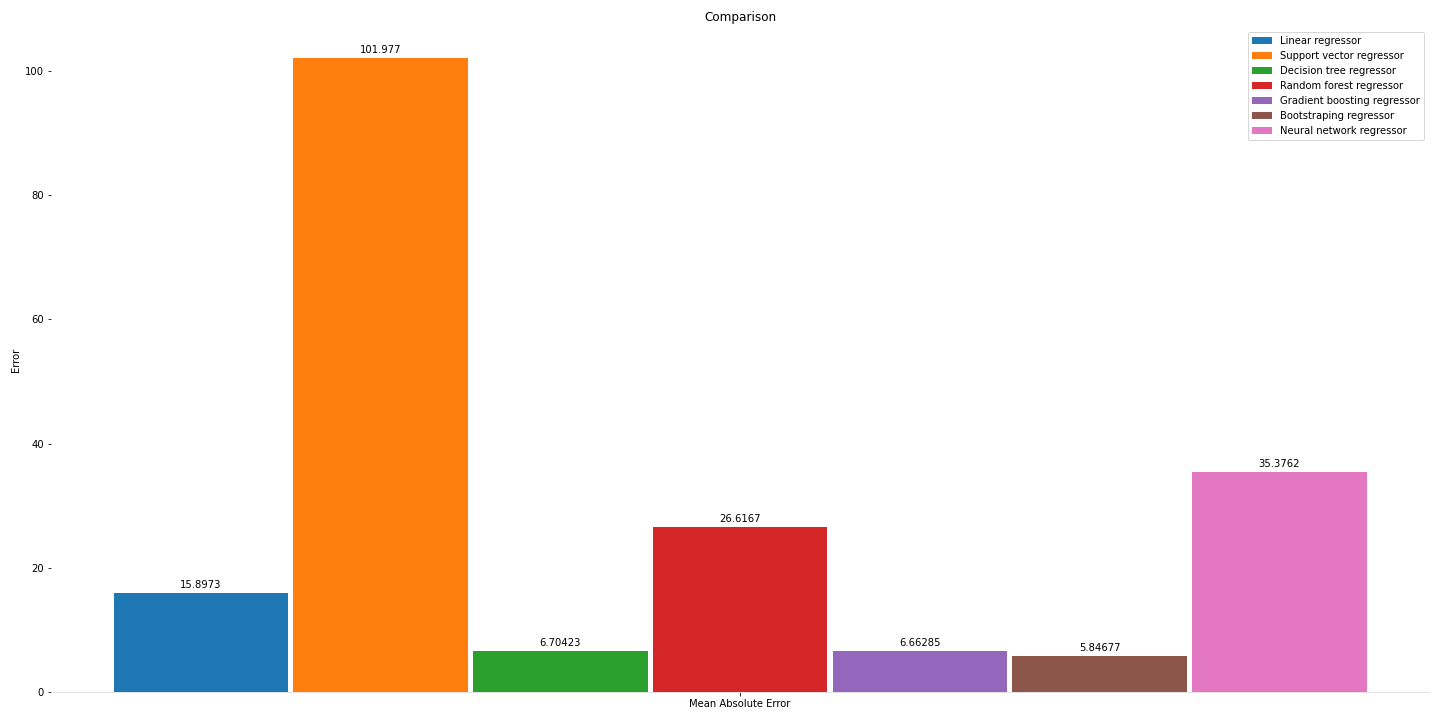 Comparison
Linear regressor
Support vector regressor
Decision tree regressor
Random forest regressor
Gradient boosting regressor
Bootstraping regressor
Neural network regressor
101.977
100
80
60
Error
40
35.3762
26.6167
20
15.8973
6.70423
6.66285
5.84677
0
Mean Absolute Error